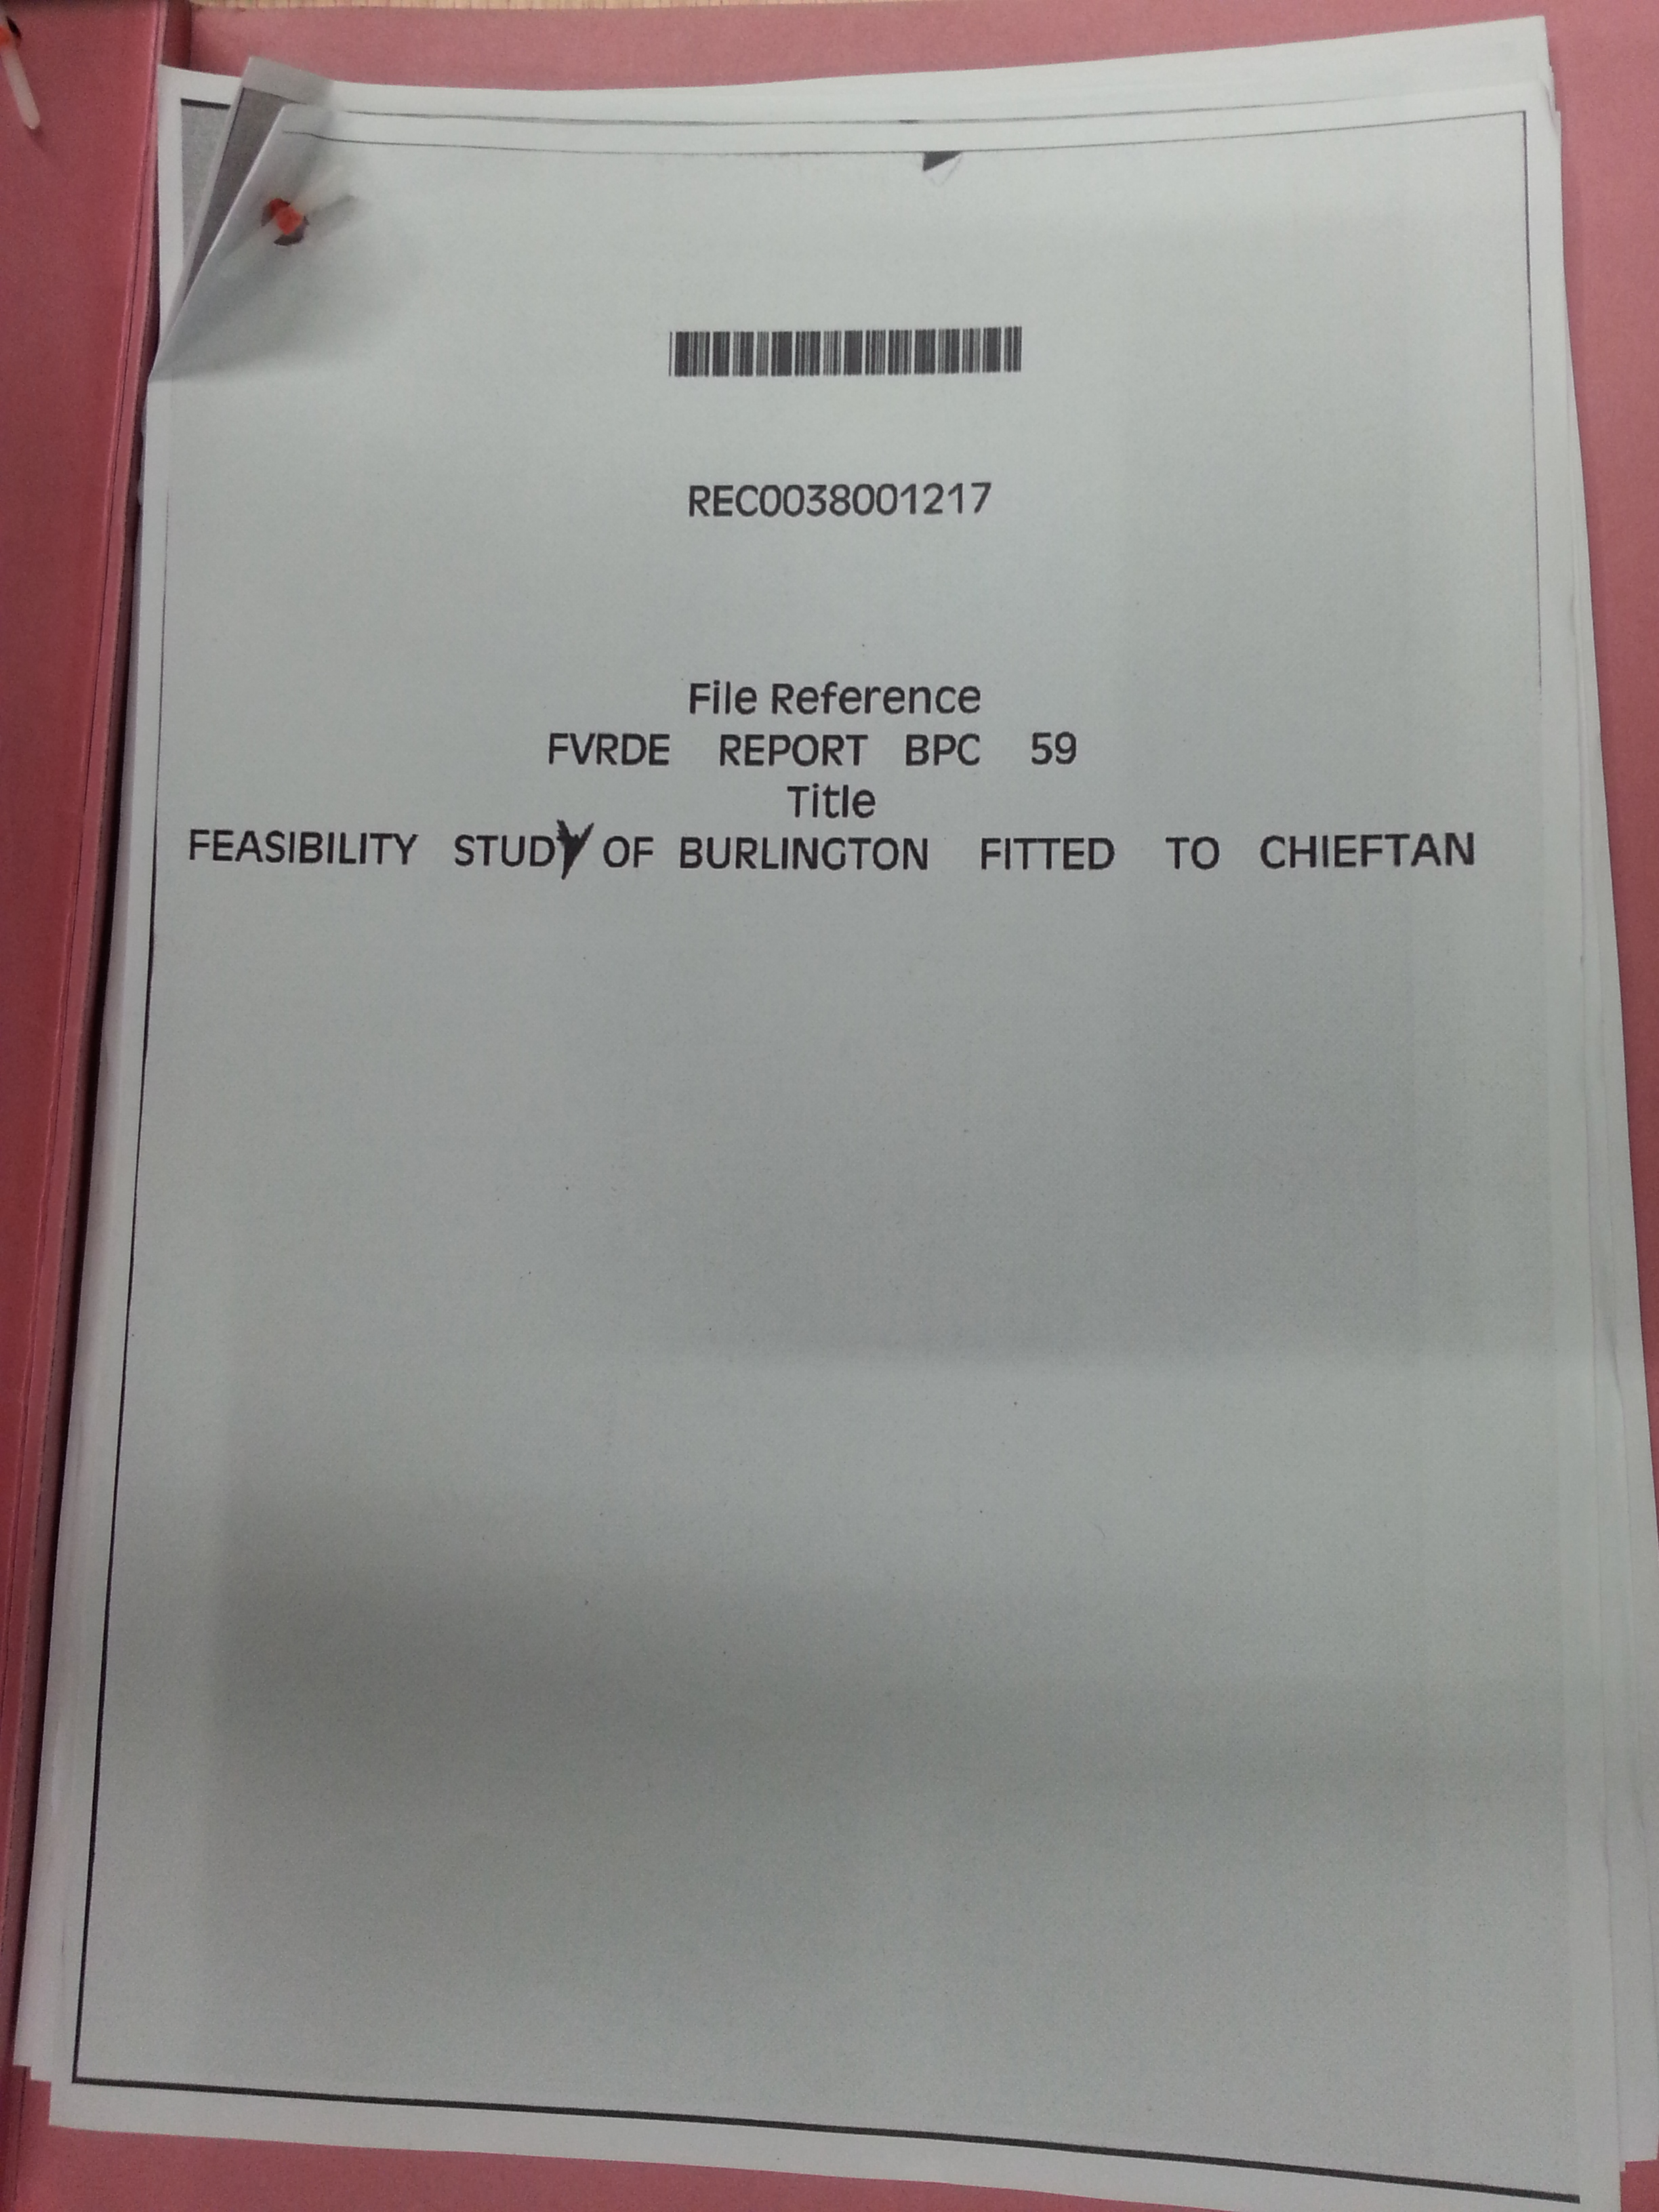 REC0038001217
File Reference
FVRDE REPORT BPC 59
Title
FEASIBILITY STUDY OF BURLINGTON FITTED TO CHIEFTAN